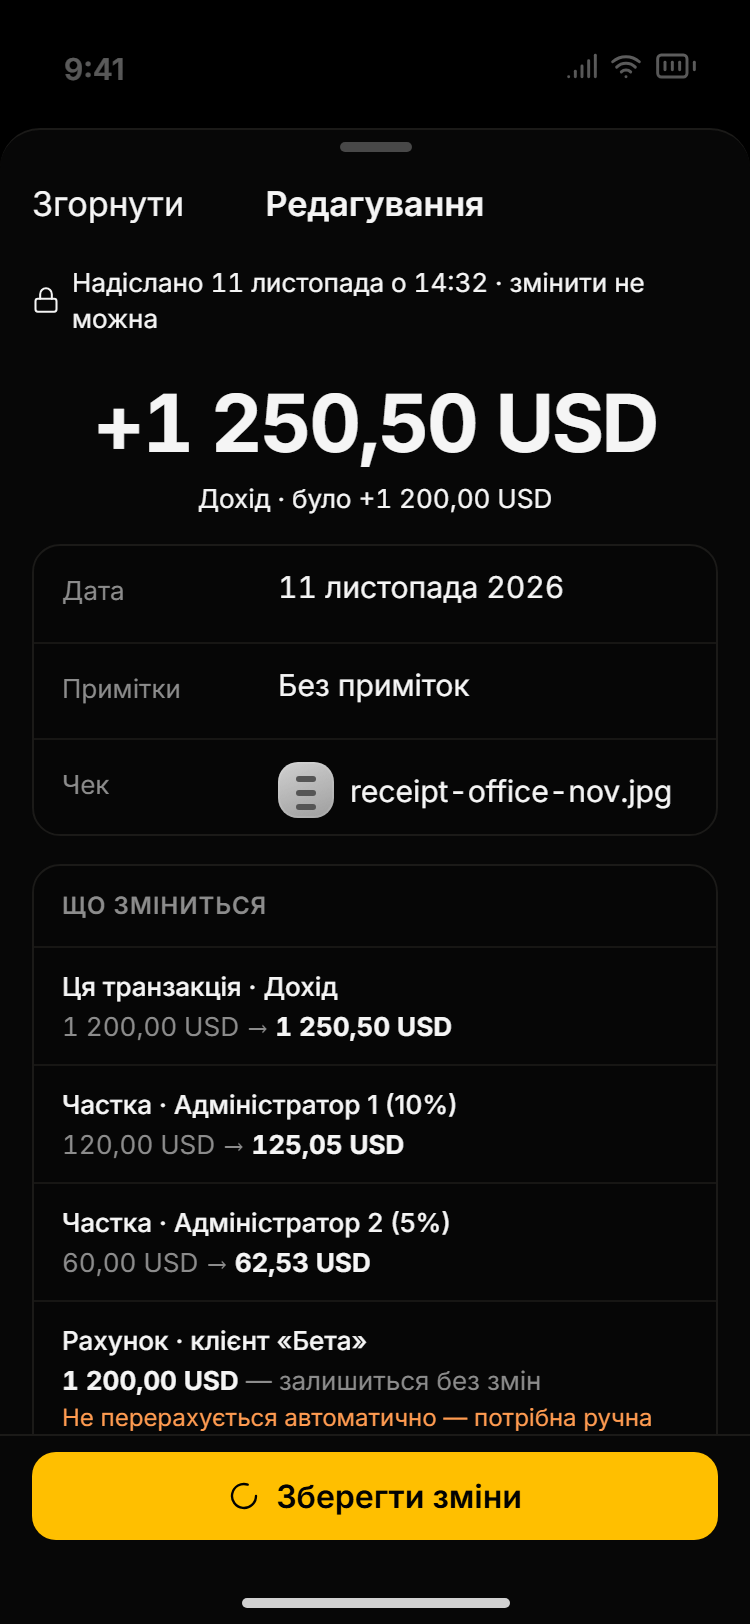 9:41
Згорнути
Редагування
Надіслано 11 листопада о 14:32 · змінити не
можна
+1 250,50 USD
Дохід · було +1 200,00 USD
Дата
11 листопада 2026
Примітки
Без приміток
Чек
receipt-office-nov.jpg
ЩО ЗМІНИТЬСЯ
Ця транзакція · Дохід
1 200,00 USD → 1 250,50 USD
Частка · Адміністратор 1 (10%)
120,00 USD → 125,05 USD
Частка · Адміністратор 2 (5%)
60,00 USD → 62,53 USD
Рахунок · клієнт «Бета»
1 200,00 USD — залишиться без змін
Не перерахується автоматично — потрібна ручна
Зберегти зміни